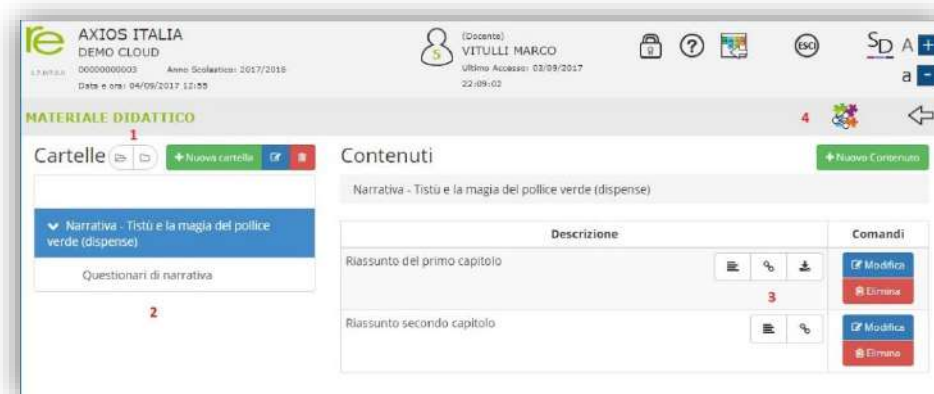 re
AXIOS ITALIA
DEMO CLOUD
00000000003 Anno Scolastico: 2017/2018
Data e ora: 04/09/2017 12:55
S
(Docente)
VITULLI MARCO
Ultimo Accesso: 03/09/2017
22:09:02
?
ESC
SD A +
a -
MATERIALE DIDATTICO
1
4
Cartelle
+ Nuova cartella
Contenuti
+ Nuovo Contenuto
Narrativa - Tistù e la magia del pollice verde (dispense)
Narrativa - Tistù e la magia del pollice
verde (dispense)
Questionari di narrativa
2
Descrizione Comandi
Riassunto del primo capitolo
Modifica
Elimina
3
Riassunto secondo capitolo
Modifica
Elimina